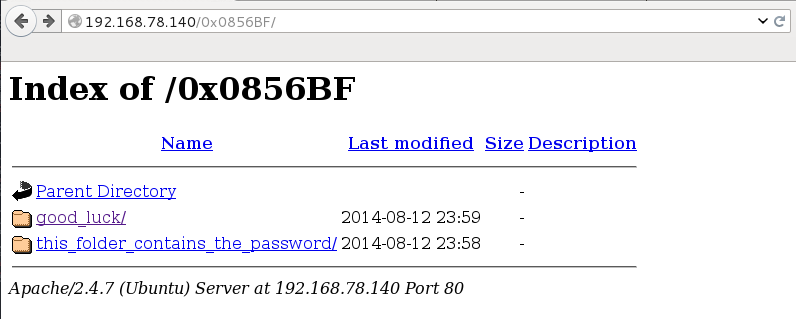 192.168.78.140/0x0856BF/
Index of /0x0856BF
Name Last modified Size Description
Parent Directory -
good_luck/ 2014-08-12 23:59 -
this_folder_contains_the_password/ 2014-08-12 23:58 -
Apache/2.4.7 (Ubuntu) Server at 192.168.78.140 Port 80